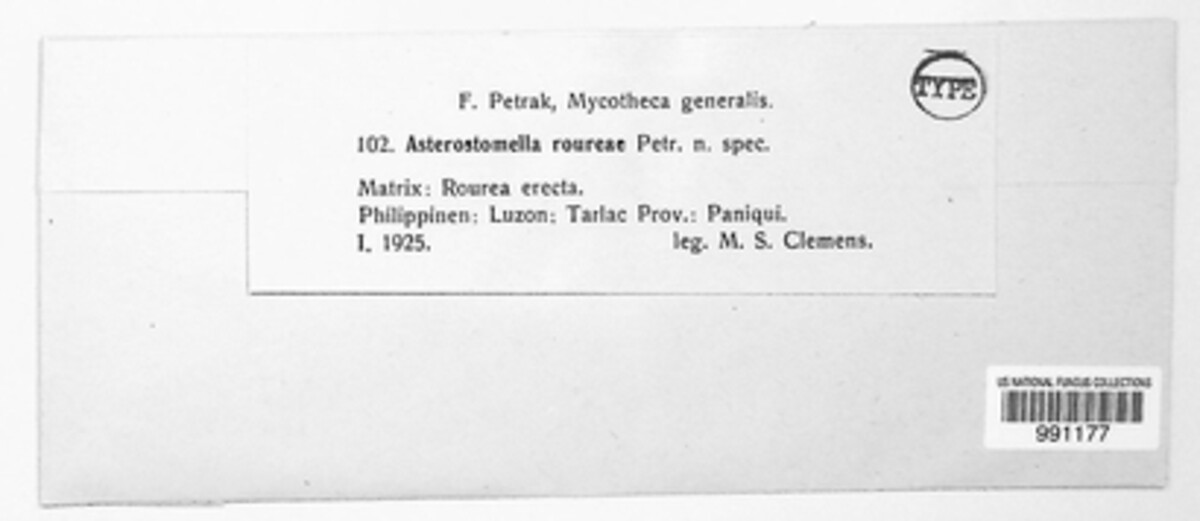 TYPE
F. Petrak, Mycotheca generalis.
102. Asterostomella roureae Petr. n. spec.
Matrix: Rourea erecta.
Philippinen: Luzon; Tarlac Prov.: Paniqui.
I. 1925. leg. M. S. Clemens.
US NATIONAL FUNGUS COLLECTIONS
991177